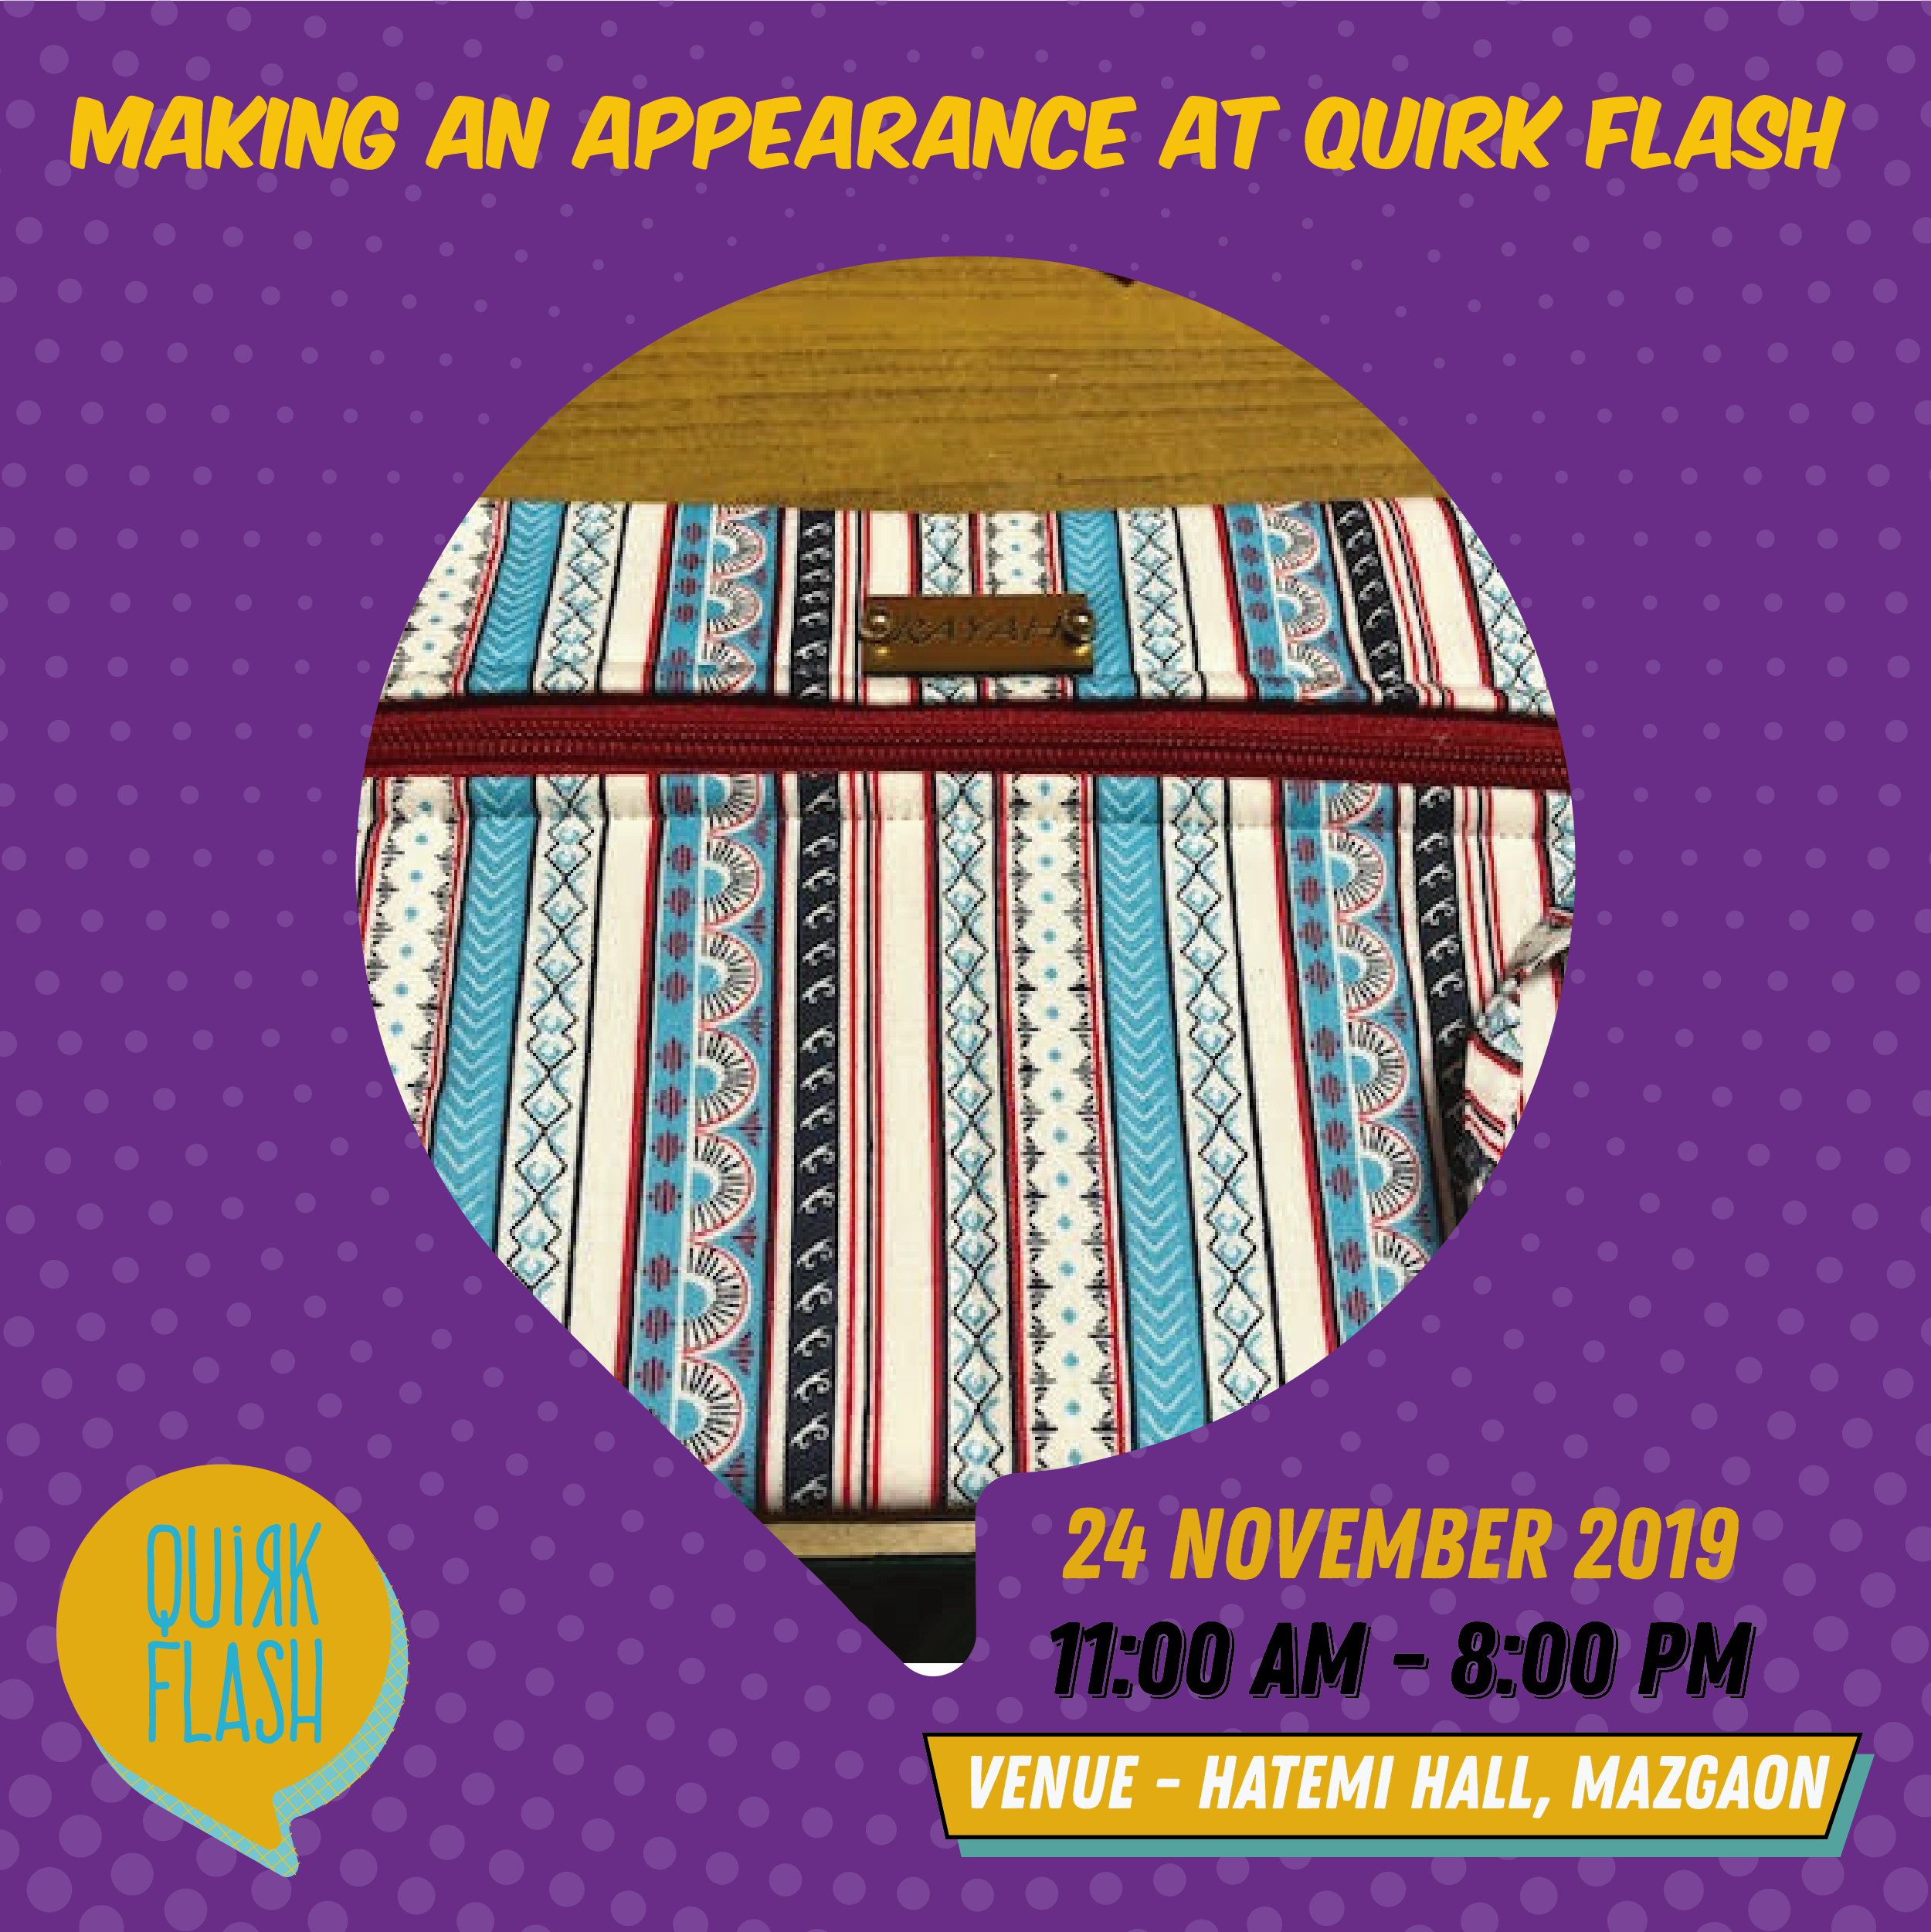 MAKING AN APPEARANCE AT QUIRK FLASH
KAYAH
24 NOVEMBER 2019
11:00 AM - 8:00 PM
VENUE - HATEMI HALL, MAZGAON
QUIRK
FLASH